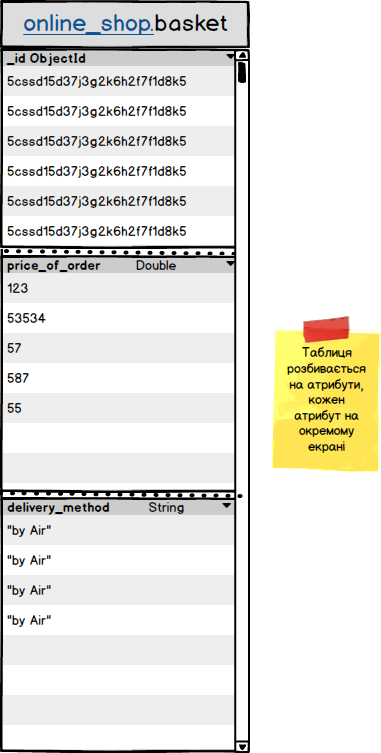 online_shop.basket
_id ObjectId
5cssd15d37j3g2k6h2f7f1d8k5
5cssd15d37j3g2k6h2f7f1d8k5
5cssd15d37j3g2k6h2f7f1d8k5
5cssd15d37j3g2k6h2f7f1d8k5
5cssd15d37j3g2k6h2f7f1d8k5
5cssd15d37j3g2k6h2f7f1d8k5
price_of_order Double
123
53534
57
587
55
Таблиця
розбивається
на атрибути,
кожен
атрибут на
окремому
екрані
delivery_method String
"by Air"
"by Air"
"by Air"
"by Air"